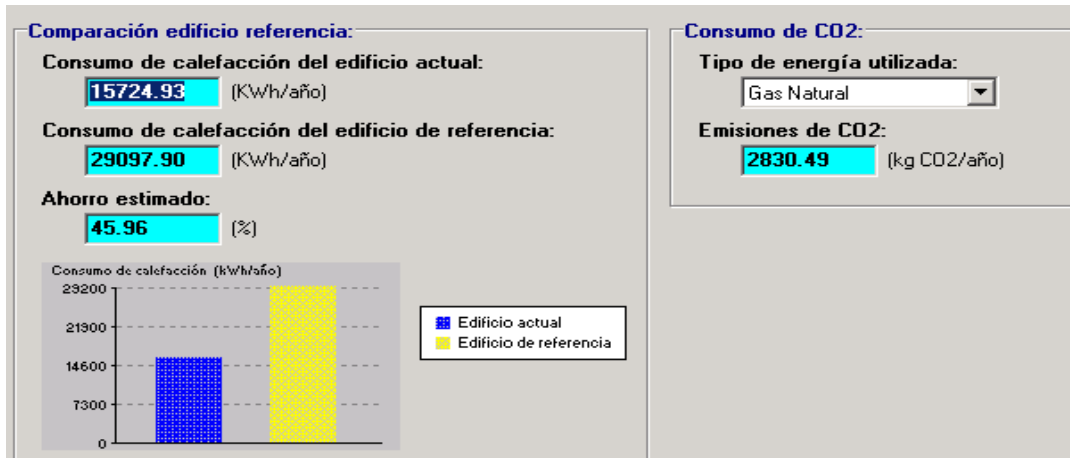 Comparación edificio referencia:
Consumo de calefacción del edificio actual:
15724.93 (KWh/año)
Consumo de calefacción del edificio de referencia:
29097.90 (KWh/año)
Ahorro estimado:
45.96 (%)
Consumo de calefacción (kWh/año)
29200
21900
14600
7300
0
Edificio actual
Edificio de referencia
Consumo de CO2:
Tipo de energía utilizada:
Gas Natural
Emisiones de CO2:
2830.49 (kg CO2/año)